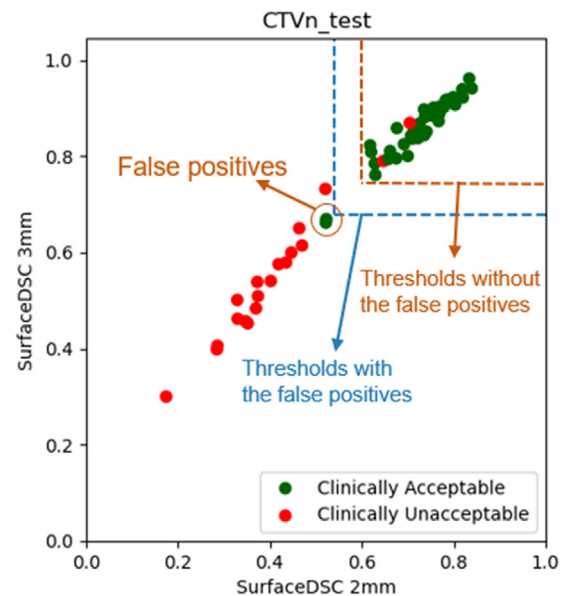 CTVn_test
1.0
0.8
0.6
0.4
0.2
0.0
SurfaceDSC 3mm
False positives
Thresholds without
the false positives
Thresholds with
the false positives
Clinically Acceptable
Clinically Unacceptable
0.0 0.2 0.4 0.6 0.8 1.0
SurfaceDSC 2mm